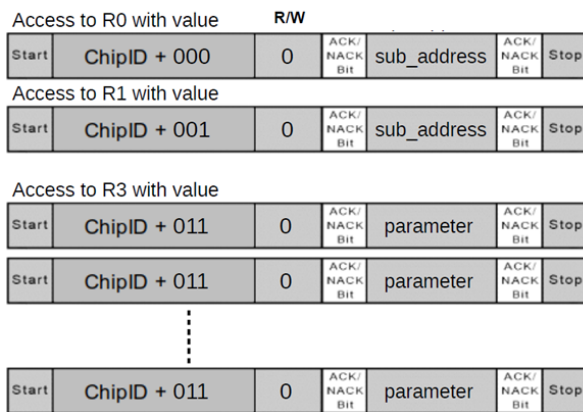 Access to R0 with value R/W
Start ChipID + 000 0 ACK/ NACK Bit sub_address ACK/ NACK Bit Stop
Access to R1 with value
Start ChipID + 001 0 ACK/ NACK Bit sub_address ACK/ NACK Bit Stop
Access to R3 with value
Start ChipID + 011 0 ACK/ NACK Bit parameter ACK/ NACK Bit Stop
Start ChipID + 011 0 ACK/ NACK Bit parameter ACK/ NACK Bit Stop
Start ChipID + 011 0 ACK/ NACK Bit parameter ACK/ NACK Bit Stop